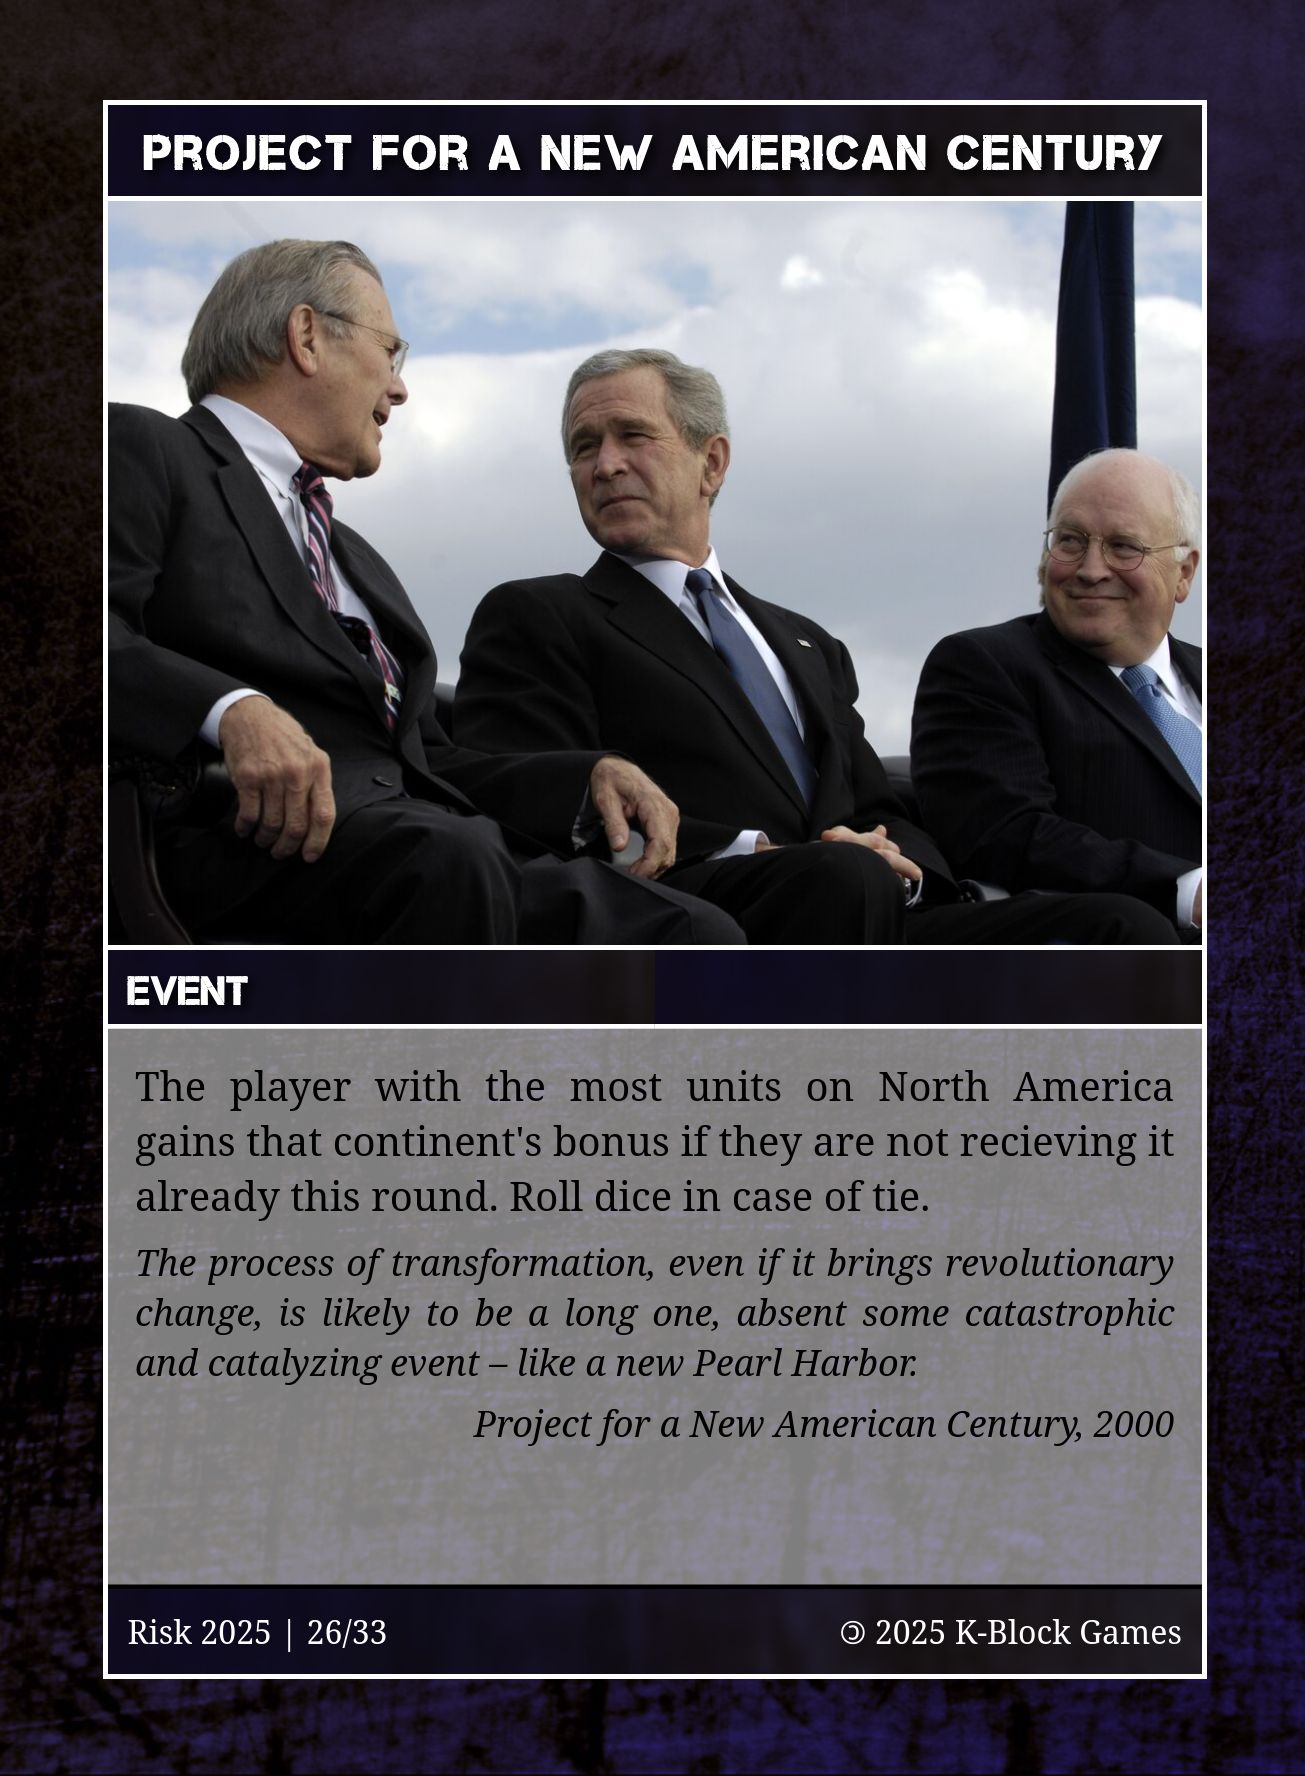 PROJECT FOR A NEW AMERICAN CENTURY
EVENT
The player with the most units on North America
gains that continent's bonus if they are not recieving it
already this round. Roll dice in case of tie.
The process of transformation, even if it brings revolutionary
change, is likely to be a long one, absent some catastrophic
and catalyzing event – like a new Pearl Harbor.
Project for a New American Century, 2000
Risk 2025 | 26/33
🄯 2025 K-Block Games